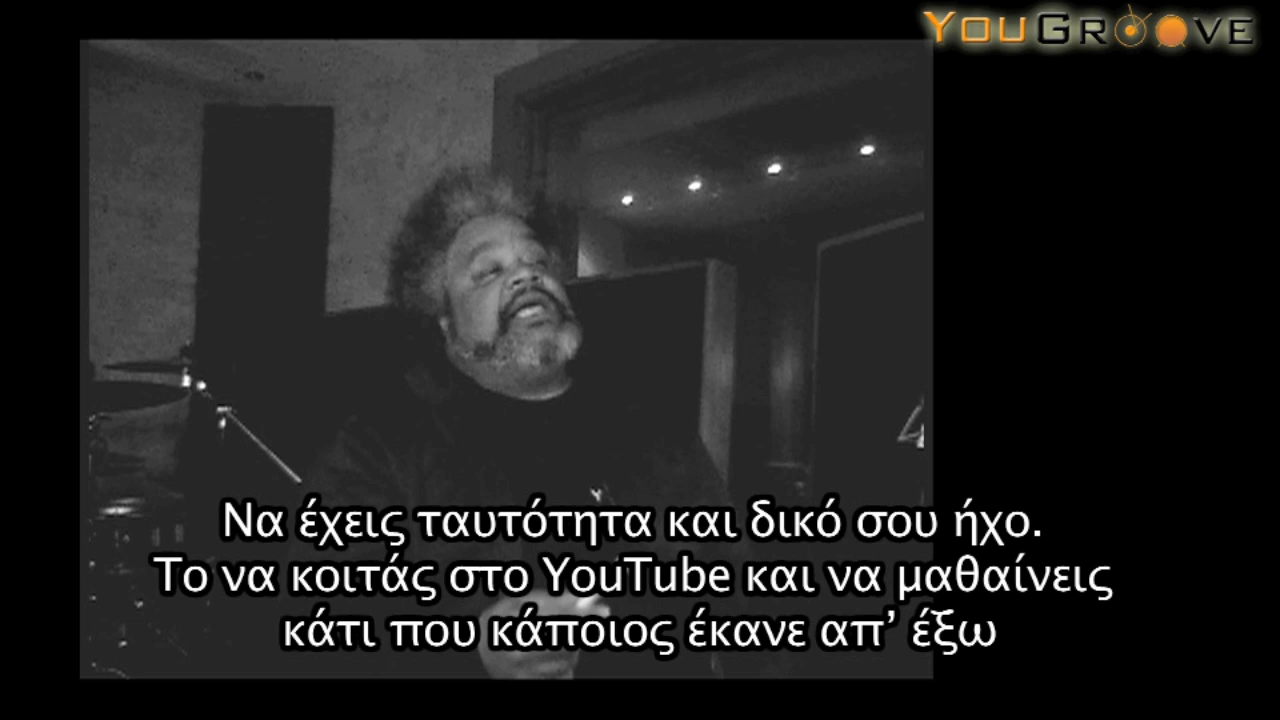 YOUGROOVE
Να έχεις ταυτότητα και δικό σου ήχο.
Το να κοιτάς στο YouTube και να μαθαίνεις
κάτι που κάποιος έκανε απ’ έξω